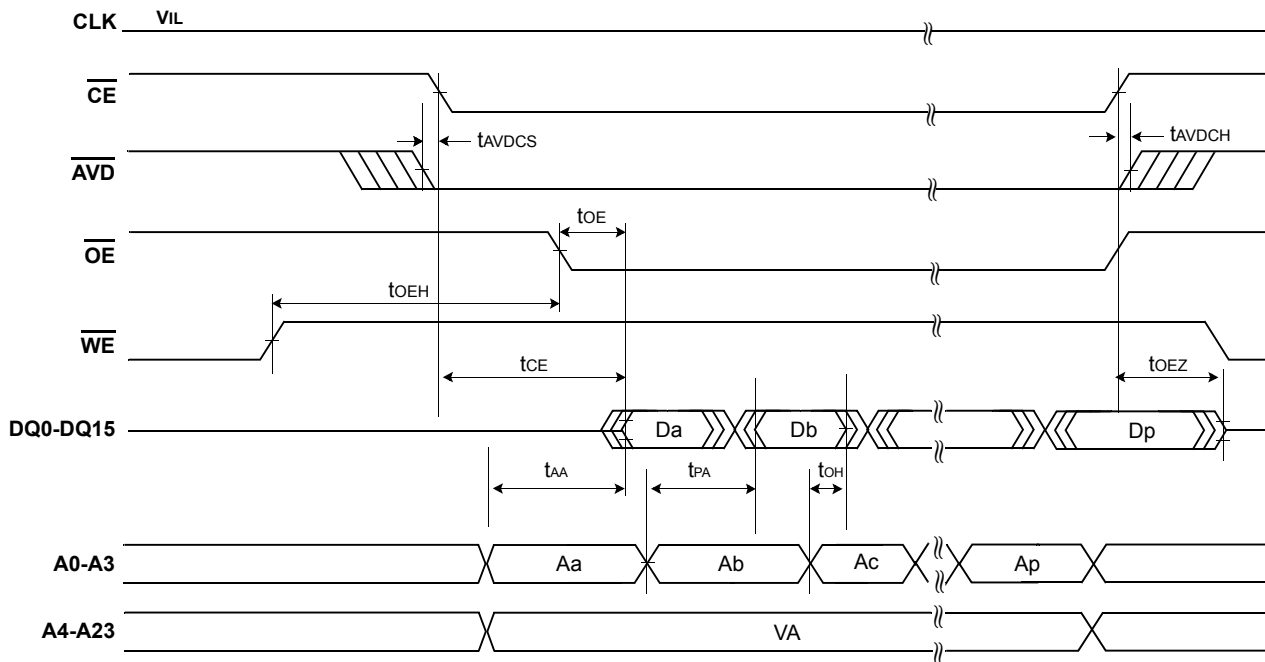 CLK VIL
CE
tAVDCS tAVDCH
AVD
tOE
OE
tOEH
WE
tCE tOEZ
DQ0-DQ15 Da Db Dp
tAA tPA tOH
A0-A3 Aa Ab Ac Ap
A4-A23 VA